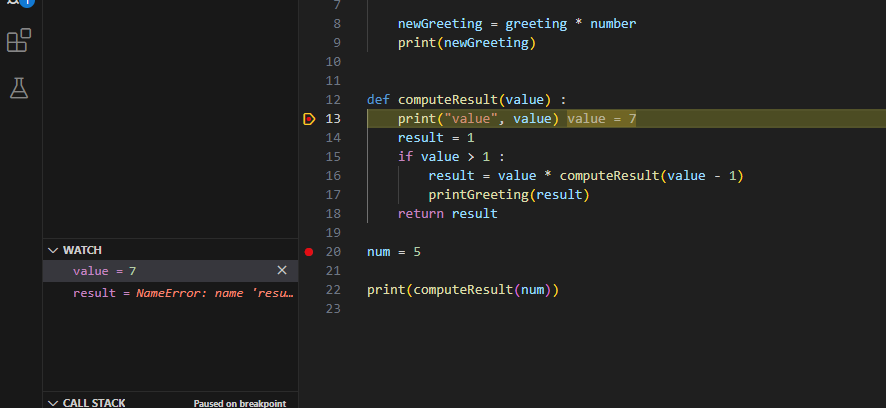 1
7
8 newGreeting = greeting * number
9 print(newGreeting)
10
11
12 def computeResult(value) :
13 print("value", value) value = 7
14 result = 1
15 if value > 1 :
16 result = value * computeResult(value - 1)
17 printGreeting(result)
18 return result
19
20 num = 5
21
22 print(computeResult(num))
23
WATCH
value = 7
result = NameError: name 'resu…
CALL STACK Paused on breakpoint